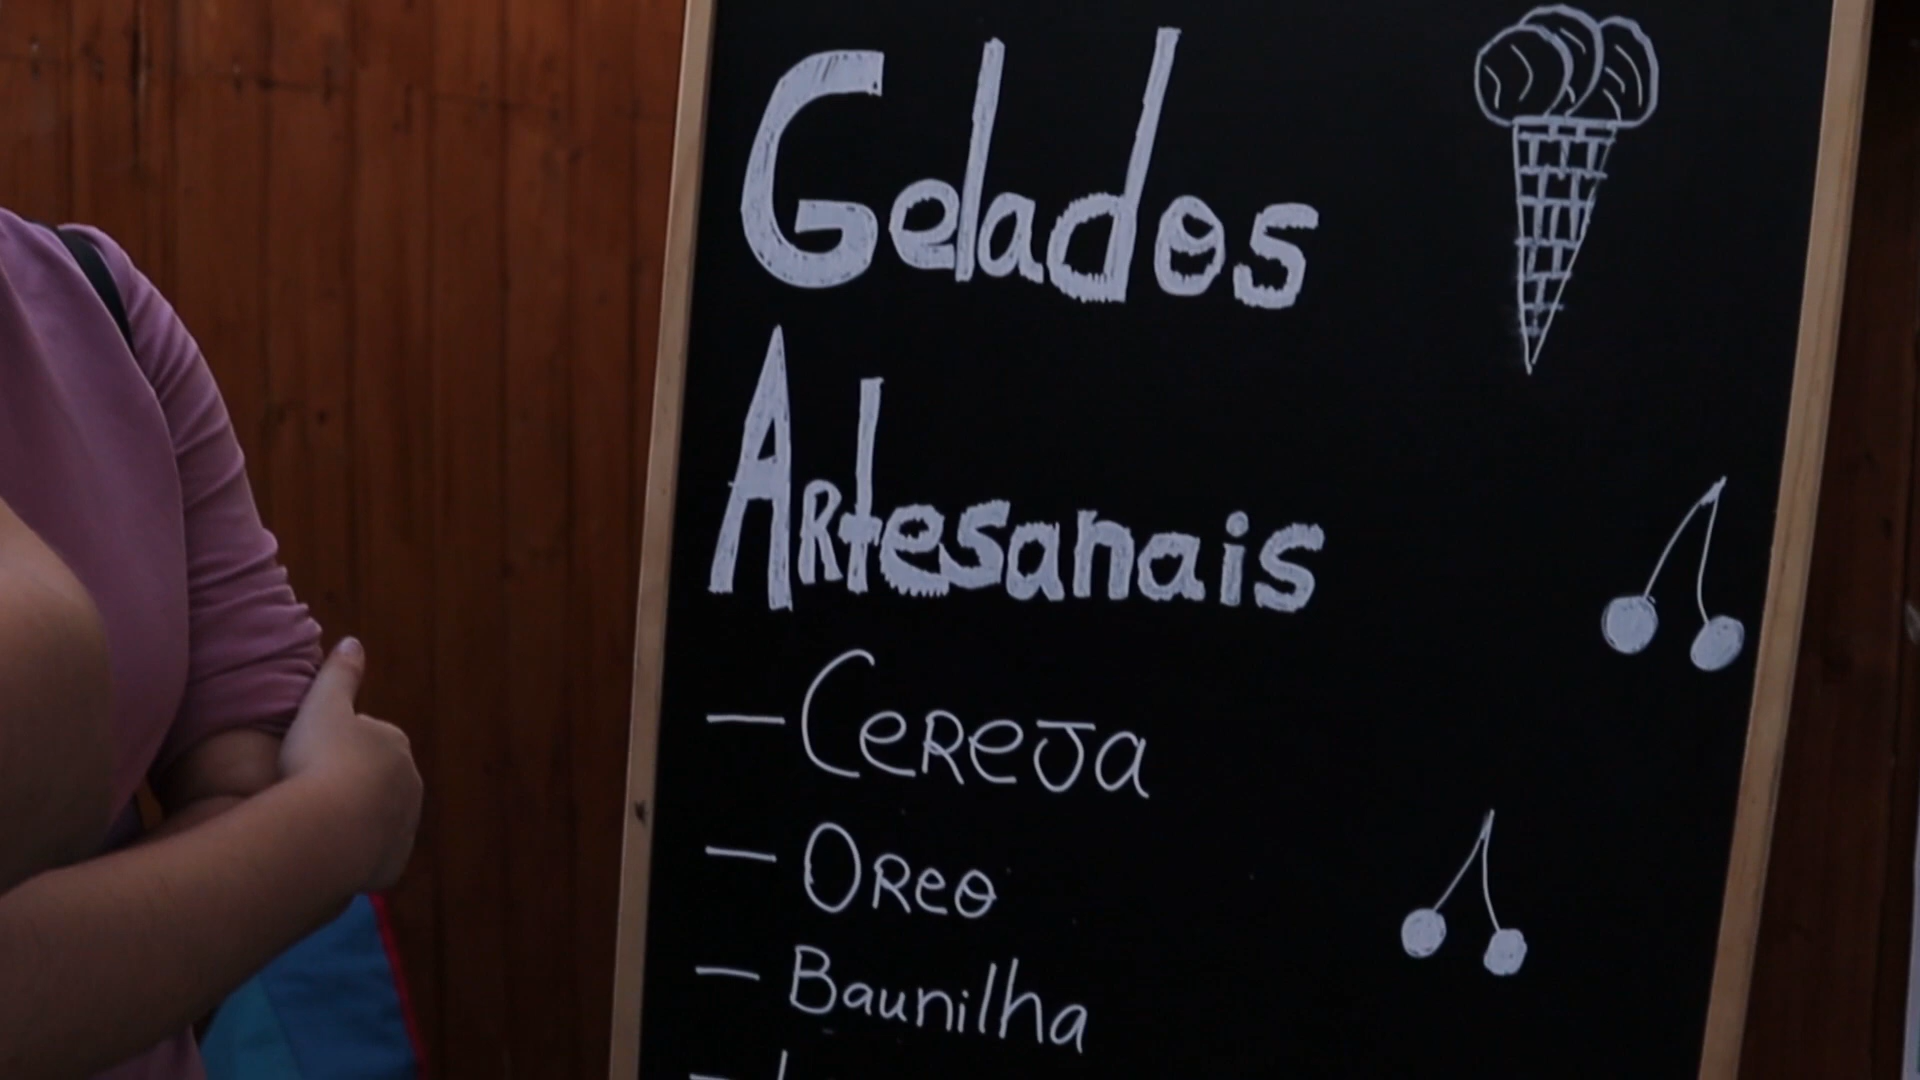 Gelados
Artesanais
- Cereja
- Oreo
- Baunilha